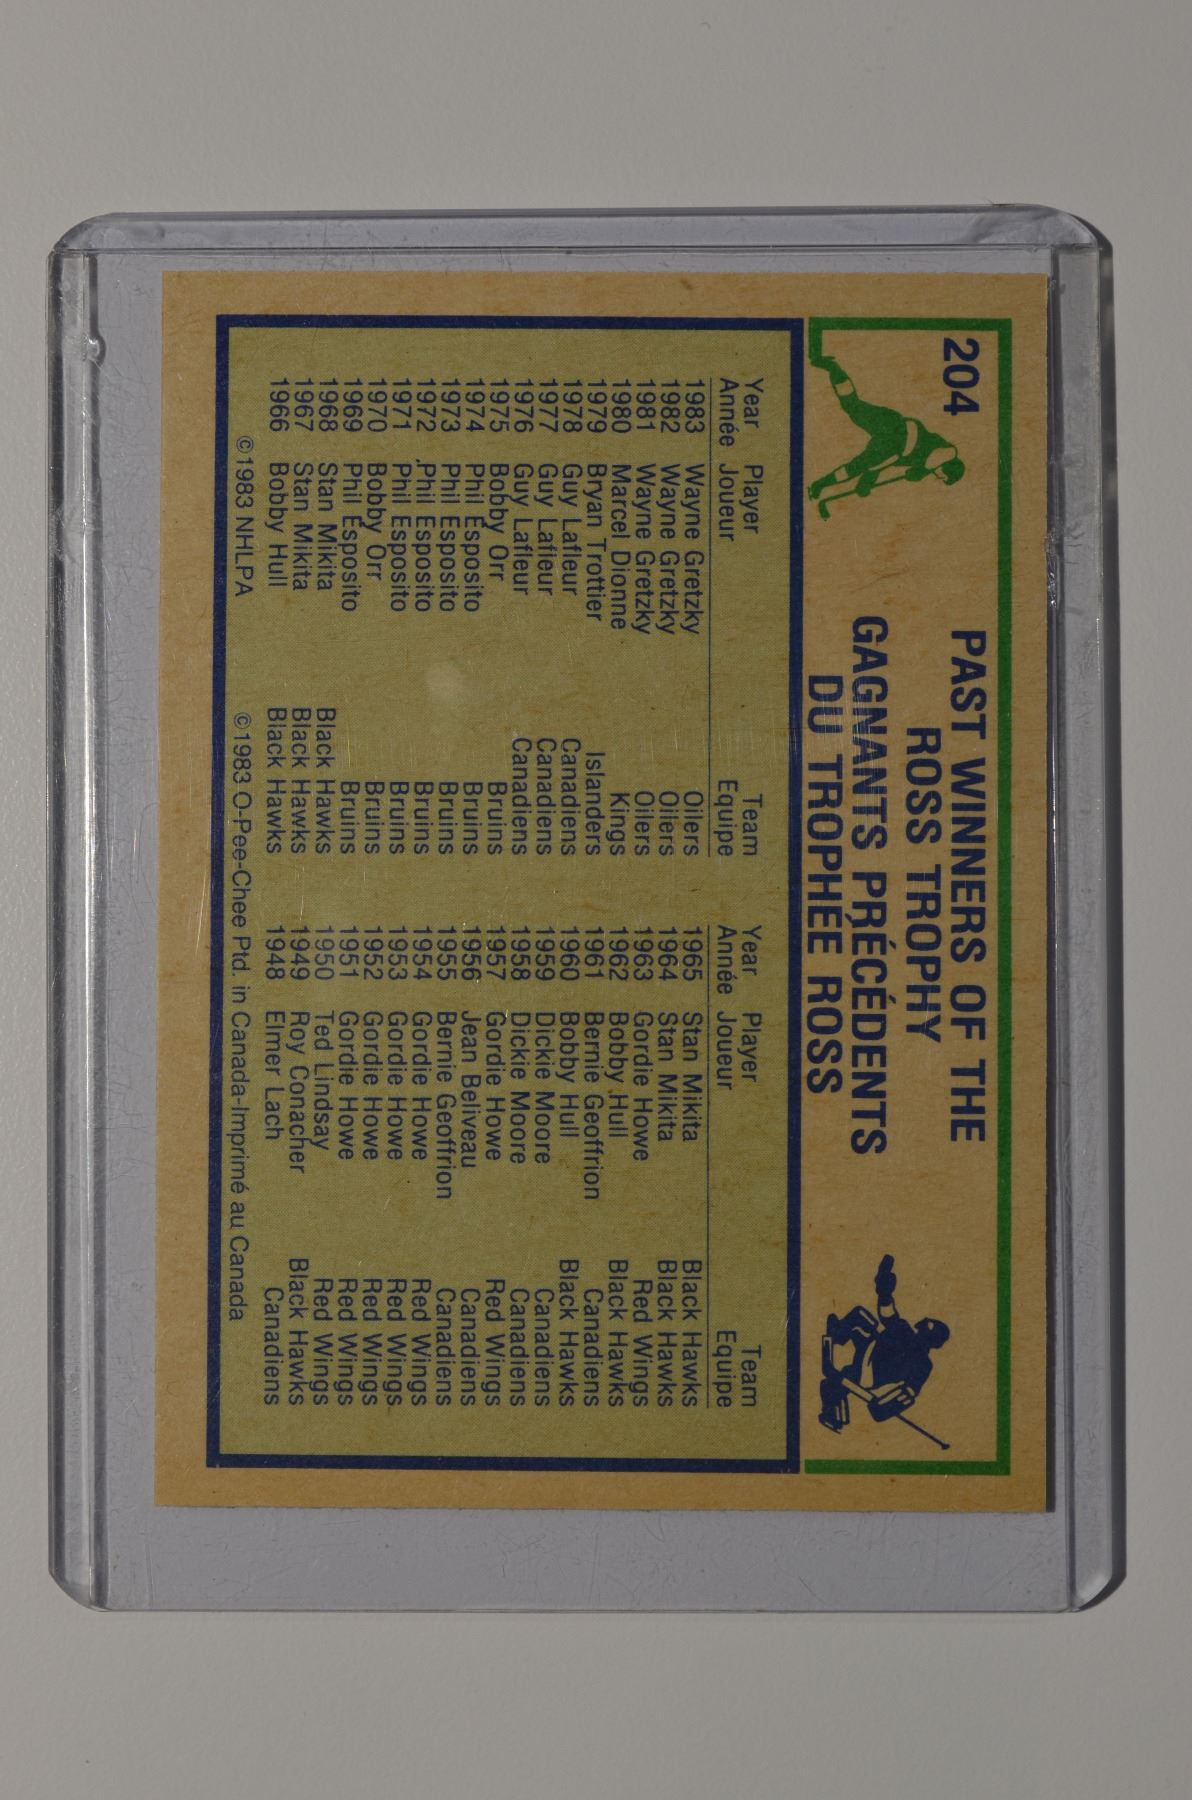 204
PAST WINNERS OF THE
ROSS TROPHY
GAGNANTS PRÉCÉDENTS
DU TROPHÉE ROSS
Year Player Team
Année Joueur Equipe
1983 Wayne Gretzky Oilers
1982 Wayne Gretzky Oilers
1981 Wayne Gretzky Oilers
1980 Marcel Dionne Kings
1979 Bryan Trottier Islanders
1978 Guy Lafleur Canadiens
1977 Guy Lafleur Canadiens
1976 Guy Lafleur Canadiens
1975 Bobby Orr Bruins
1974 Phil Esposito Bruins
1973 Phil Esposito Bruins
1972 Phil Esposito Bruins
1971 Phil Esposito Bruins
1970 Bobby Orr Bruins
1969 Phil Esposito Bruins
1968 Stan Mikita Black Hawks
1967 Stan Mikita Black Hawks
1966 Bobby Hull Black Hawks
Year Player Team
Année Joueur Equipe
1965 Stan Mikita Black Hawks
1964 Stan Mikita Black Hawks
1963 Gordie Howe Red Wings
1962 Bobby Hull Black Hawks
1961 Bernie Geoffrion Canadiens
1960 Bobby Hull Black Hawks
1959 Dickie Moore Canadiens
1958 Dickie Moore Canadiens
1957 Gordie Howe Red Wings
1956 Jean Beliveau Canadiens
1955 Bernie Geoffrion Canadiens
1954 Gordie Howe Red Wings
1953 Gordie Howe Red Wings
1952 Gordie Howe Red Wings
1951 Gordie Howe Red Wings
1950 Ted Lindsay Red Wings
1949 Roy Conacher Black Hawks
1948 Elmer Lach Canadiens
©1983 NHLPA ©1983 O-Pee-Chee Ptd. in Canada-Imprimé au Canada